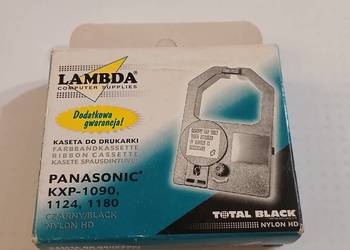 LAMBDA
COMPUTER SUPPLIES
Dodatkowa
gwarancja!
KASETA DO DRUKARKI
FARBBANDKASSETTE
RIBBON CASSETTE
KASETE SPAUSDINTUVUI
PANASONIC
KXP-1090,
1124, 1180
CZARNY/BLACK
NYLON HD
TOTAL BLACK
NYLON HD